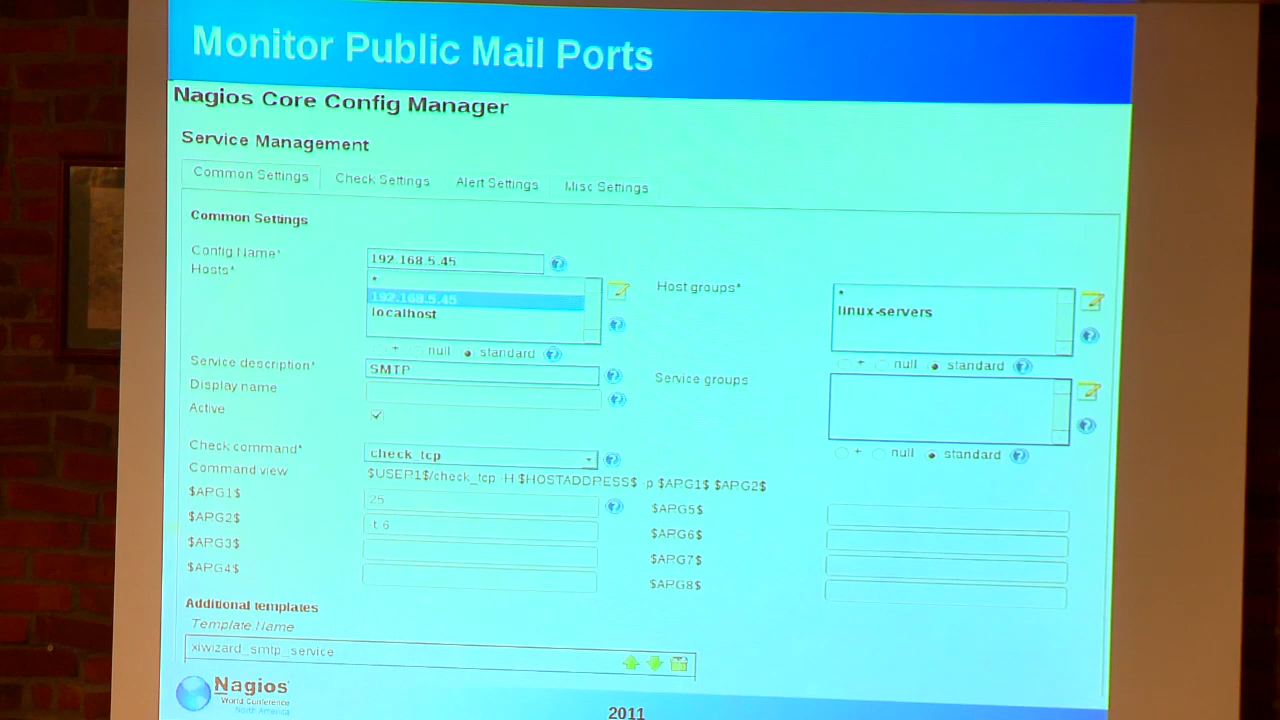 Monitor Public Mail Ports
Nagios Core Config Manager
Service Management
Common Settings Check Settings Alert Settings Misc Settings
Common Settings
Config Name* 192.168.5.45
Hosts* * Host groups* *
192.168.5.45 linux-servers
localhost
+ null standard + null standard
Service description* SMTP Service groups
Display name
Active
+ null standard
Check command* check_tcp
Command view $USER1$/check_tcp -H $HOSTADDRESS$ -p $ARG1$ $ARG2$
$ARG1$ 25 $ARG5$
$ARG2$ -t 6 $ARG6$
$ARG3$ $ARG7$
$ARG4$ $ARG8$
Additional templates
Template Name
xiwizard_smtp_service
Nagios
World Conference
North America
2011